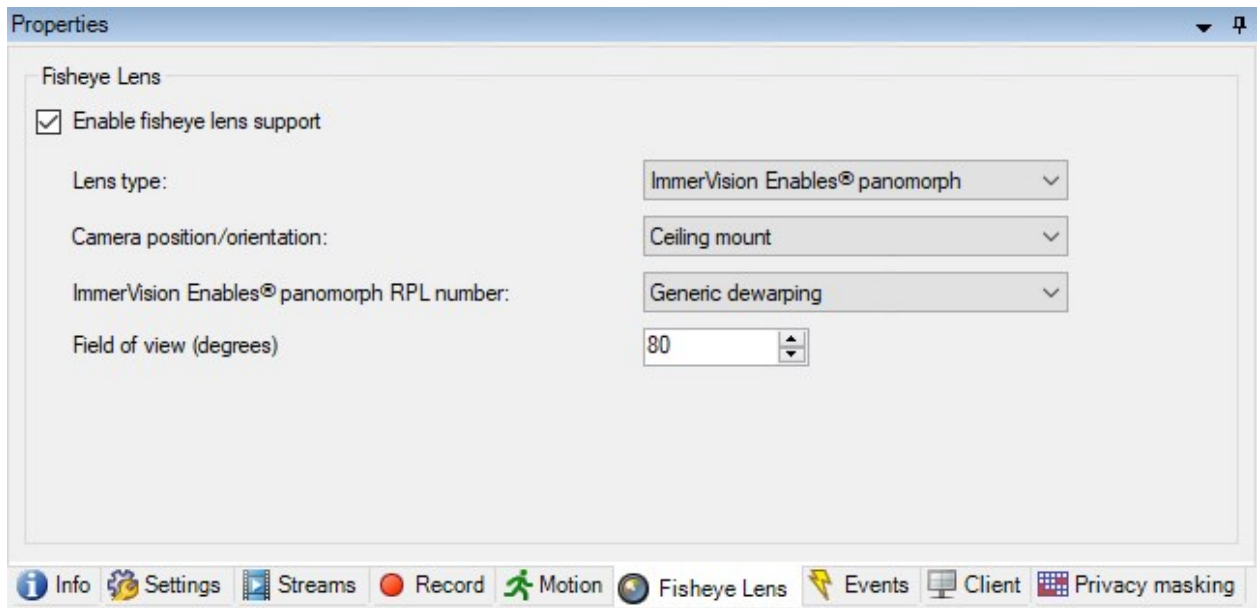 Properties
Fisheye Lens
Enable fisheye lens support
Lens type: ImmerVision Enables® panomorph
Camera position/orientation: Ceiling mount
ImmerVision Enables® panomorph RPL number: Generic dewarping
Field of view (degrees) 80
Info Settings Streams Record Motion Fisheye Lens Events Client Privacy masking